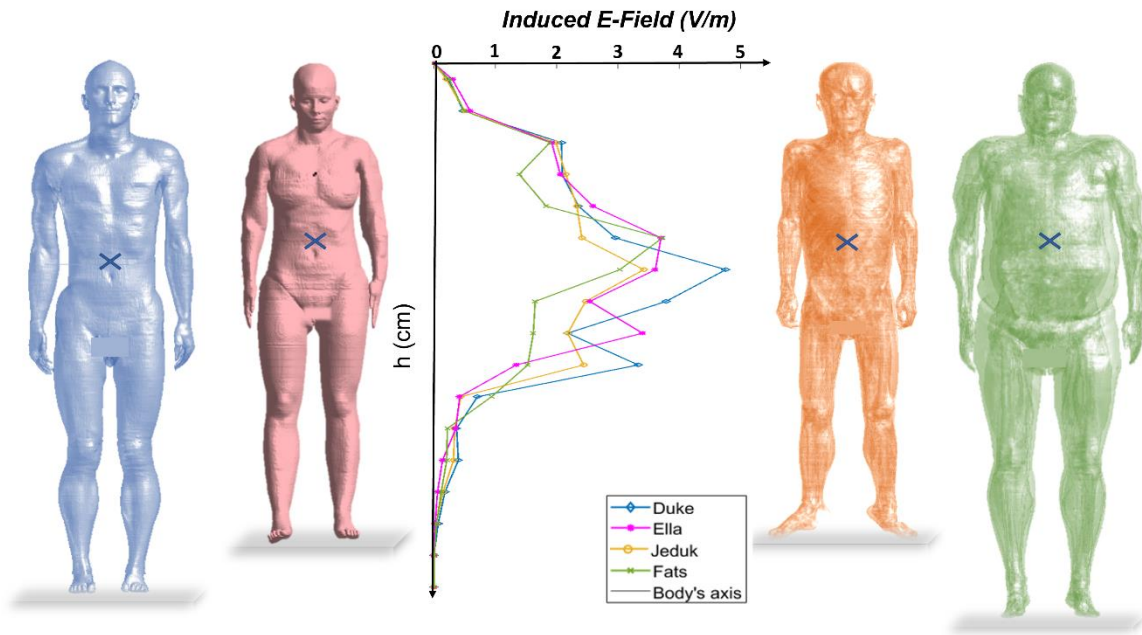 Induced E-Field (V/m)
0 1 2 3 4 5
h (cm)
Duke
Ella
Jeduk
Fats
Body's axis